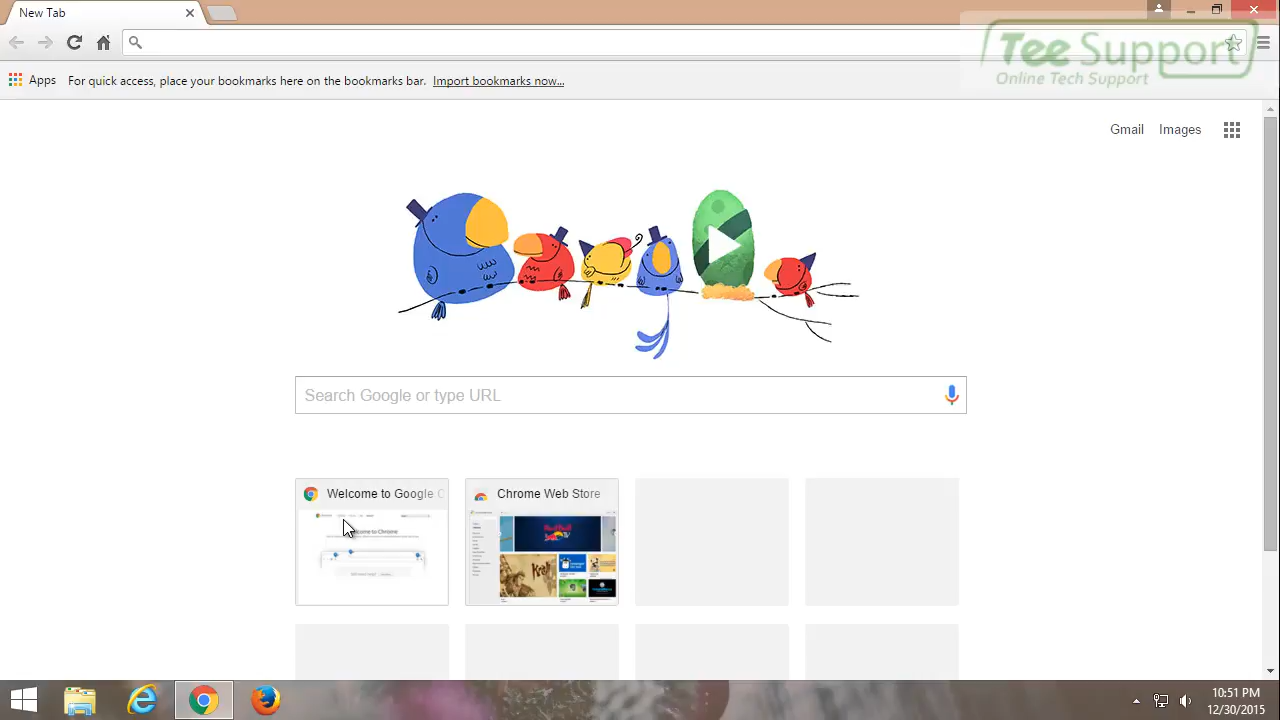 New Tab
Tee Support
Online Tech Support
Apps
For quick access, place your bookmarks here on the bookmarks bar. Import bookmarks now...
Gmail Images
Search Google or type URL
Welcome to Google C
Chrome Web Store
10:51 PM
12/30/2015